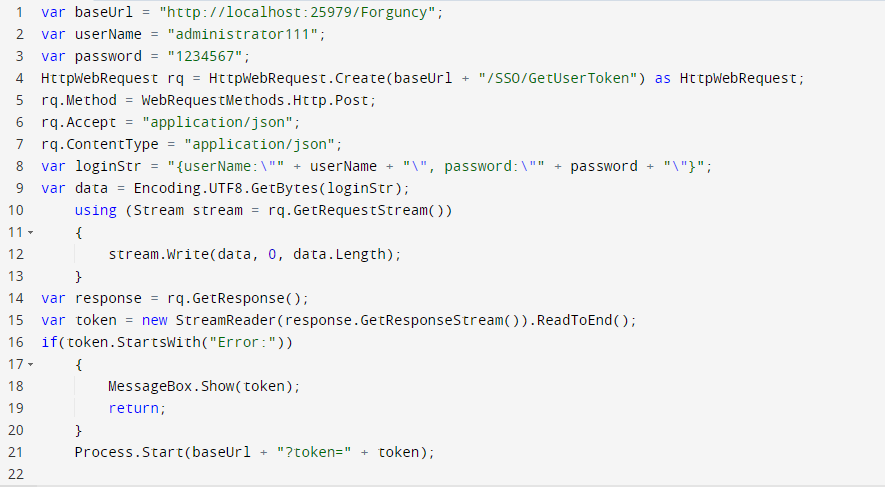 1 var baseUrl = "http://localhost:25979/Forguncy";
2 var userName = "administrator111";
3 var password = "1234567";
4 HttpWebRequest rq = HttpWebRequest.Create(baseUrl + "/SSO/GetUserToken") as HttpWebRequest;
5 rq.Method = WebRequestMethods.Http.Post;
6 rq.Accept = "application/json";
7 rq.ContentType = "application/json";
8 var loginStr = "{userName:\"" + userName + "\", password:\"" + password + "\"}";
9 var data = Encoding.UTF8.GetBytes(loginStr);
10     using (Stream stream = rq.GetRequestStream())
11     {
12         stream.Write(data, 0, data.Length);
13     }
14 var response = rq.GetResponse();
15 var token = new StreamReader(response.GetResponseStream()).ReadToEnd();
16 if(token.StartsWith("Error:"))
17     {
18         MessageBox.Show(token);
19         return;
20     }
21     Process.Start(baseUrl + "?token=" + token);
22